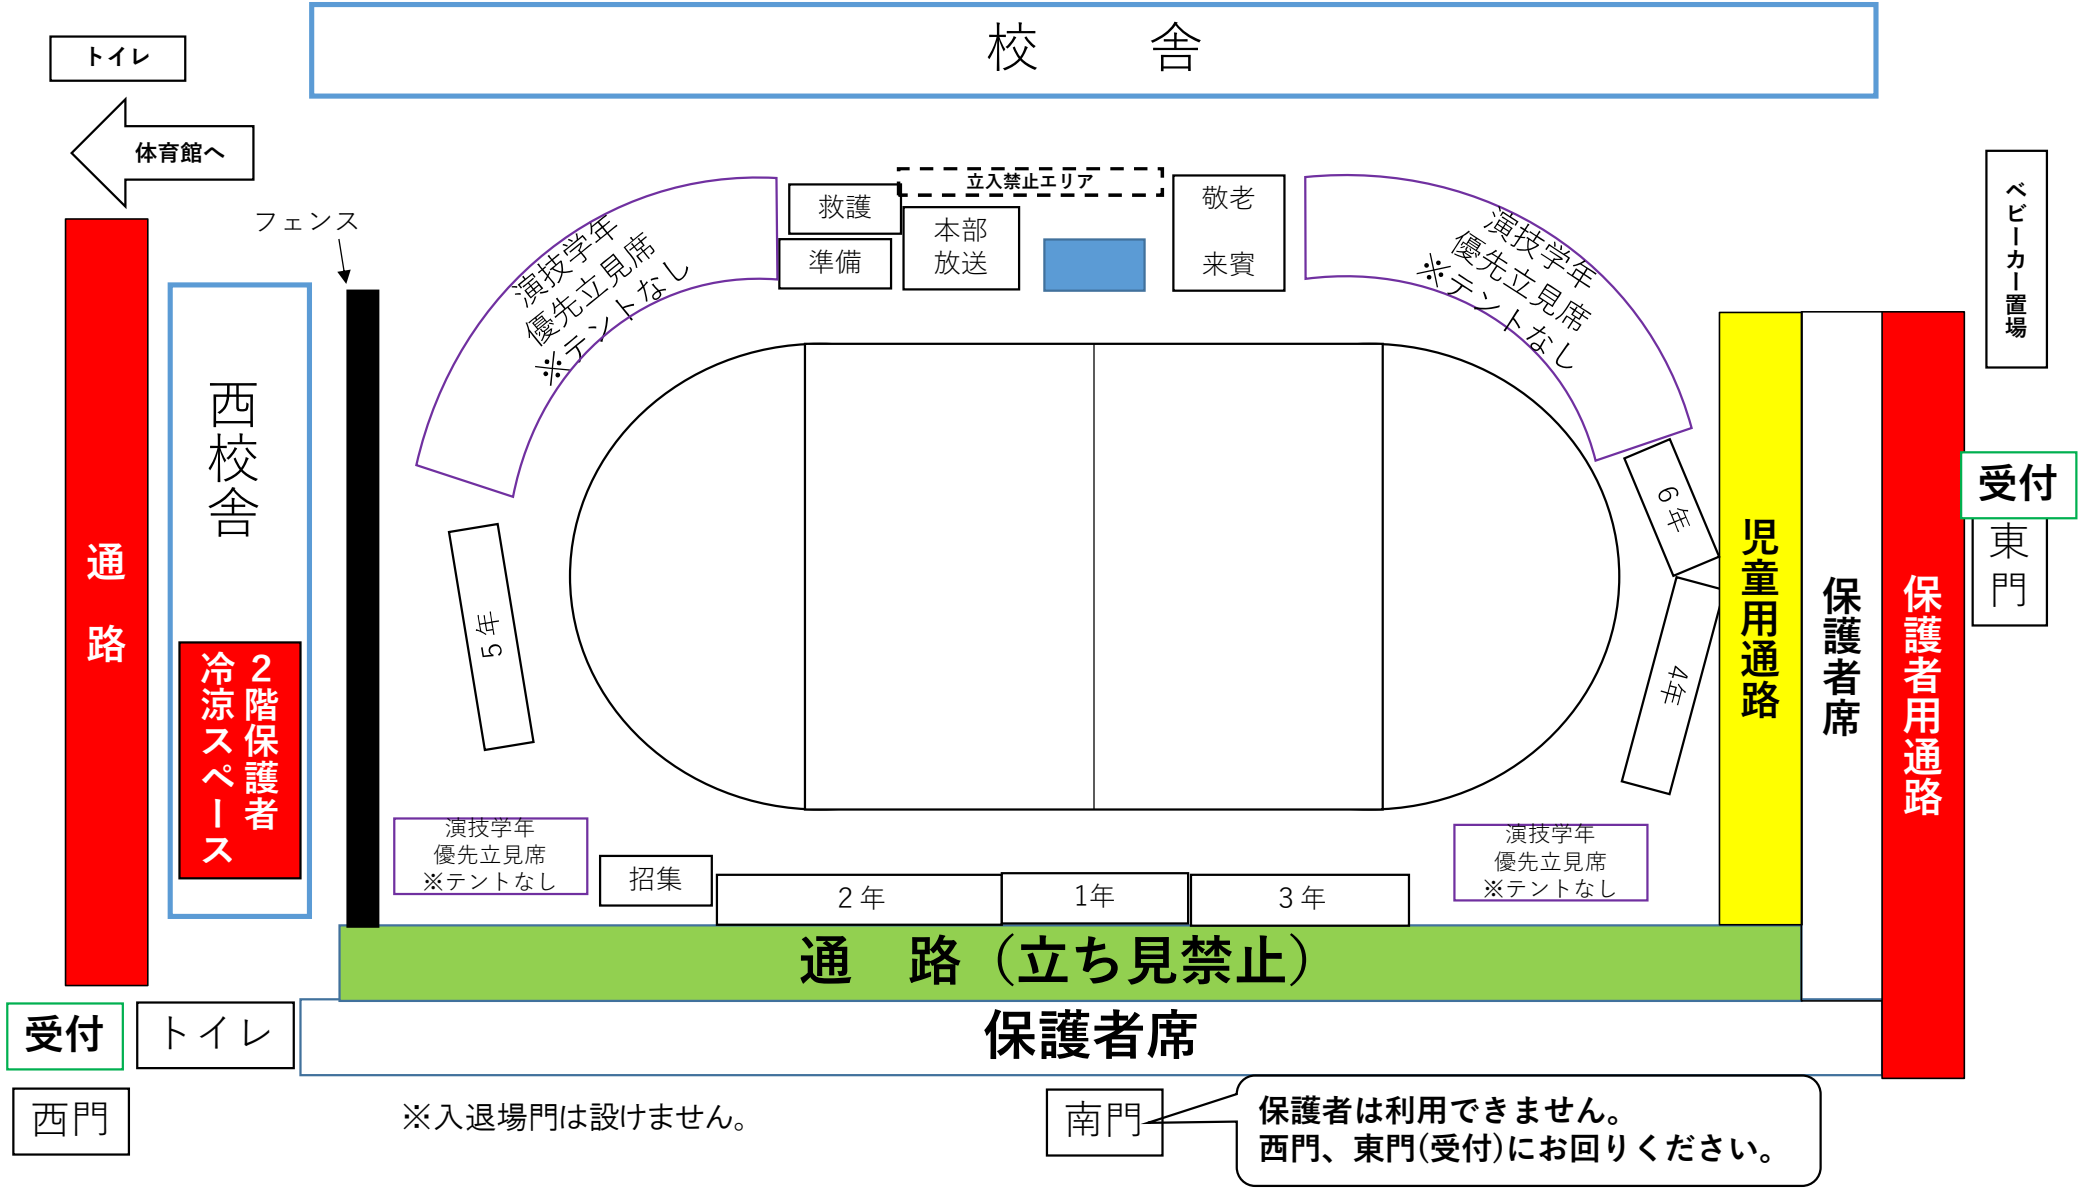 校　舎
トイレ
体育館へ
フェンス
立入禁止エリア
救護
準備
本部
放送
敬老
来賓
演技学年
優先立見席
※テントなし
演技学年
優先立見席
※テントなし
ベビーカー置場
受付
東門
西校舎
通　路
２階保護者
冷涼スペース
５年
６年
４年
児童用通路
保護者席
保護者用通路
演技学年
優先立見席
※テントなし
招集
２年
1年
３年
演技学年
優先立見席
※テントなし
通　路（立ち見禁止）
保護者席
受付
トイレ
西門
※入退場門は設けません。
南門
保護者は利用できません。
西門、東門(受付)にお回りください。